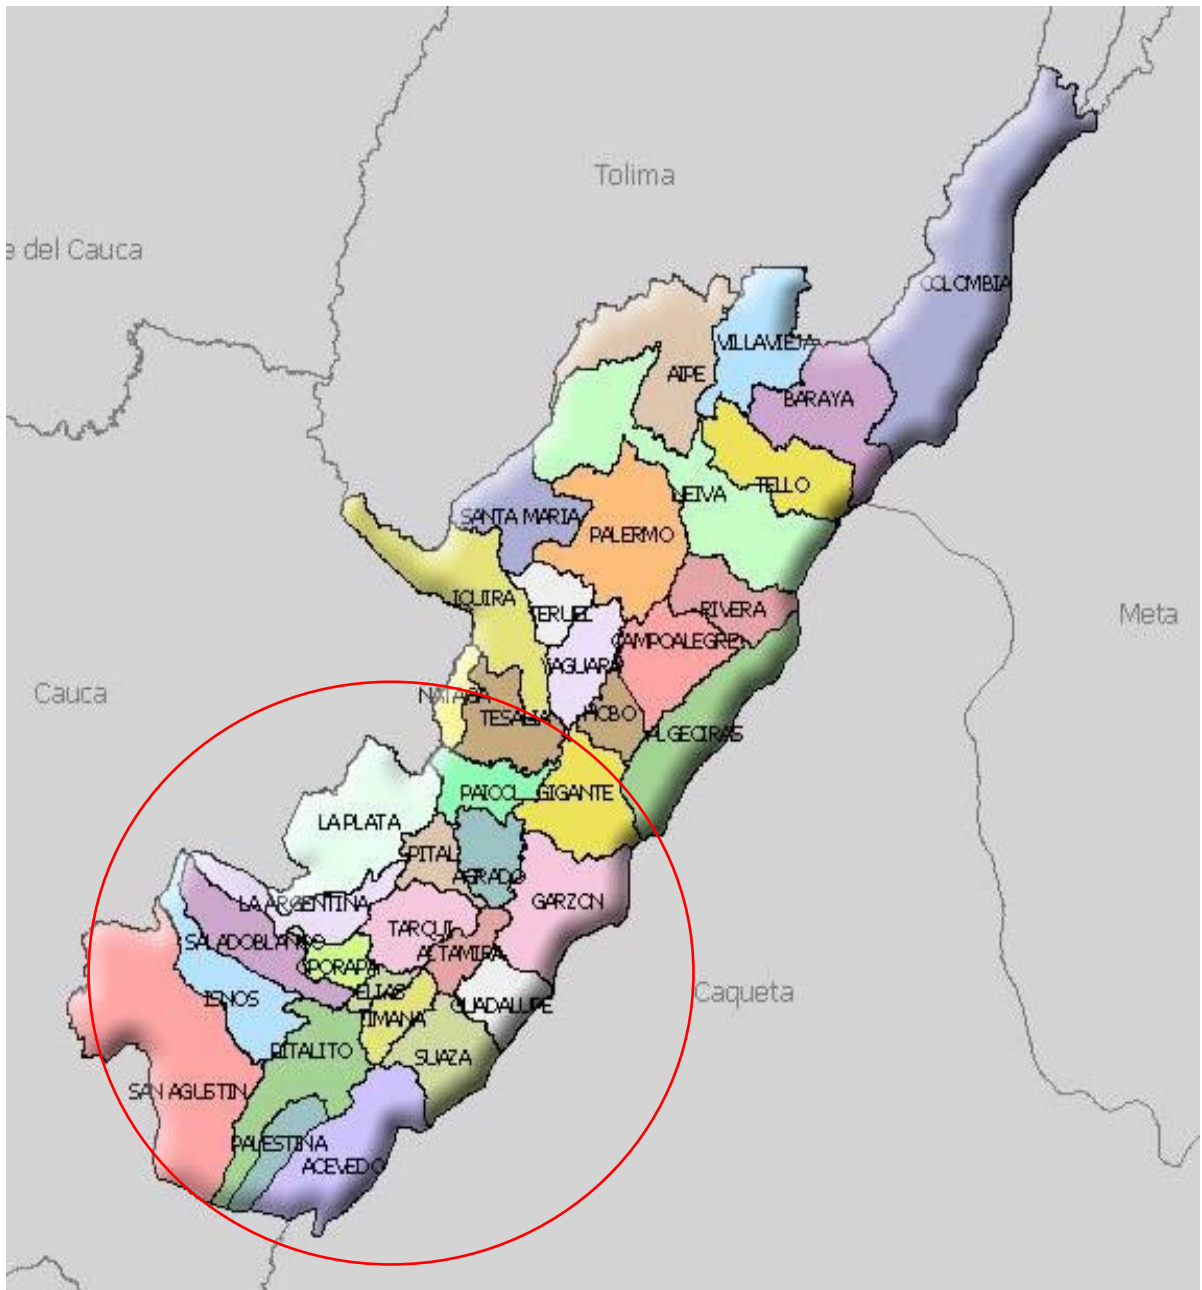 Tolima
e del Cauca
COLOMBIA
VILLAVIEJA
AIPE
BARAYA
TELLO
NEIVA
SANTA MARIA
PALERMO
IQUIRA
TERUEL
RIVERA
Meta
CAMPOALEGRE
YAGUARA
Cauca
NATAGA
TESALIA
HOBO
ALGECIRAS
PAICOL
GIGANTE
LA PLATA
PITAL
AGRADO
LA ARGENTINA
GARZON
TARQUI
SALADOBLANCO
ALTAMIRA
OPORAPA
ELIAS
Caqueta
ISNOS
GUADALUPE
TIMANA
PITALITO
SUAZA
SAN AGUSTIN
PALESTINA
ACEVEDO